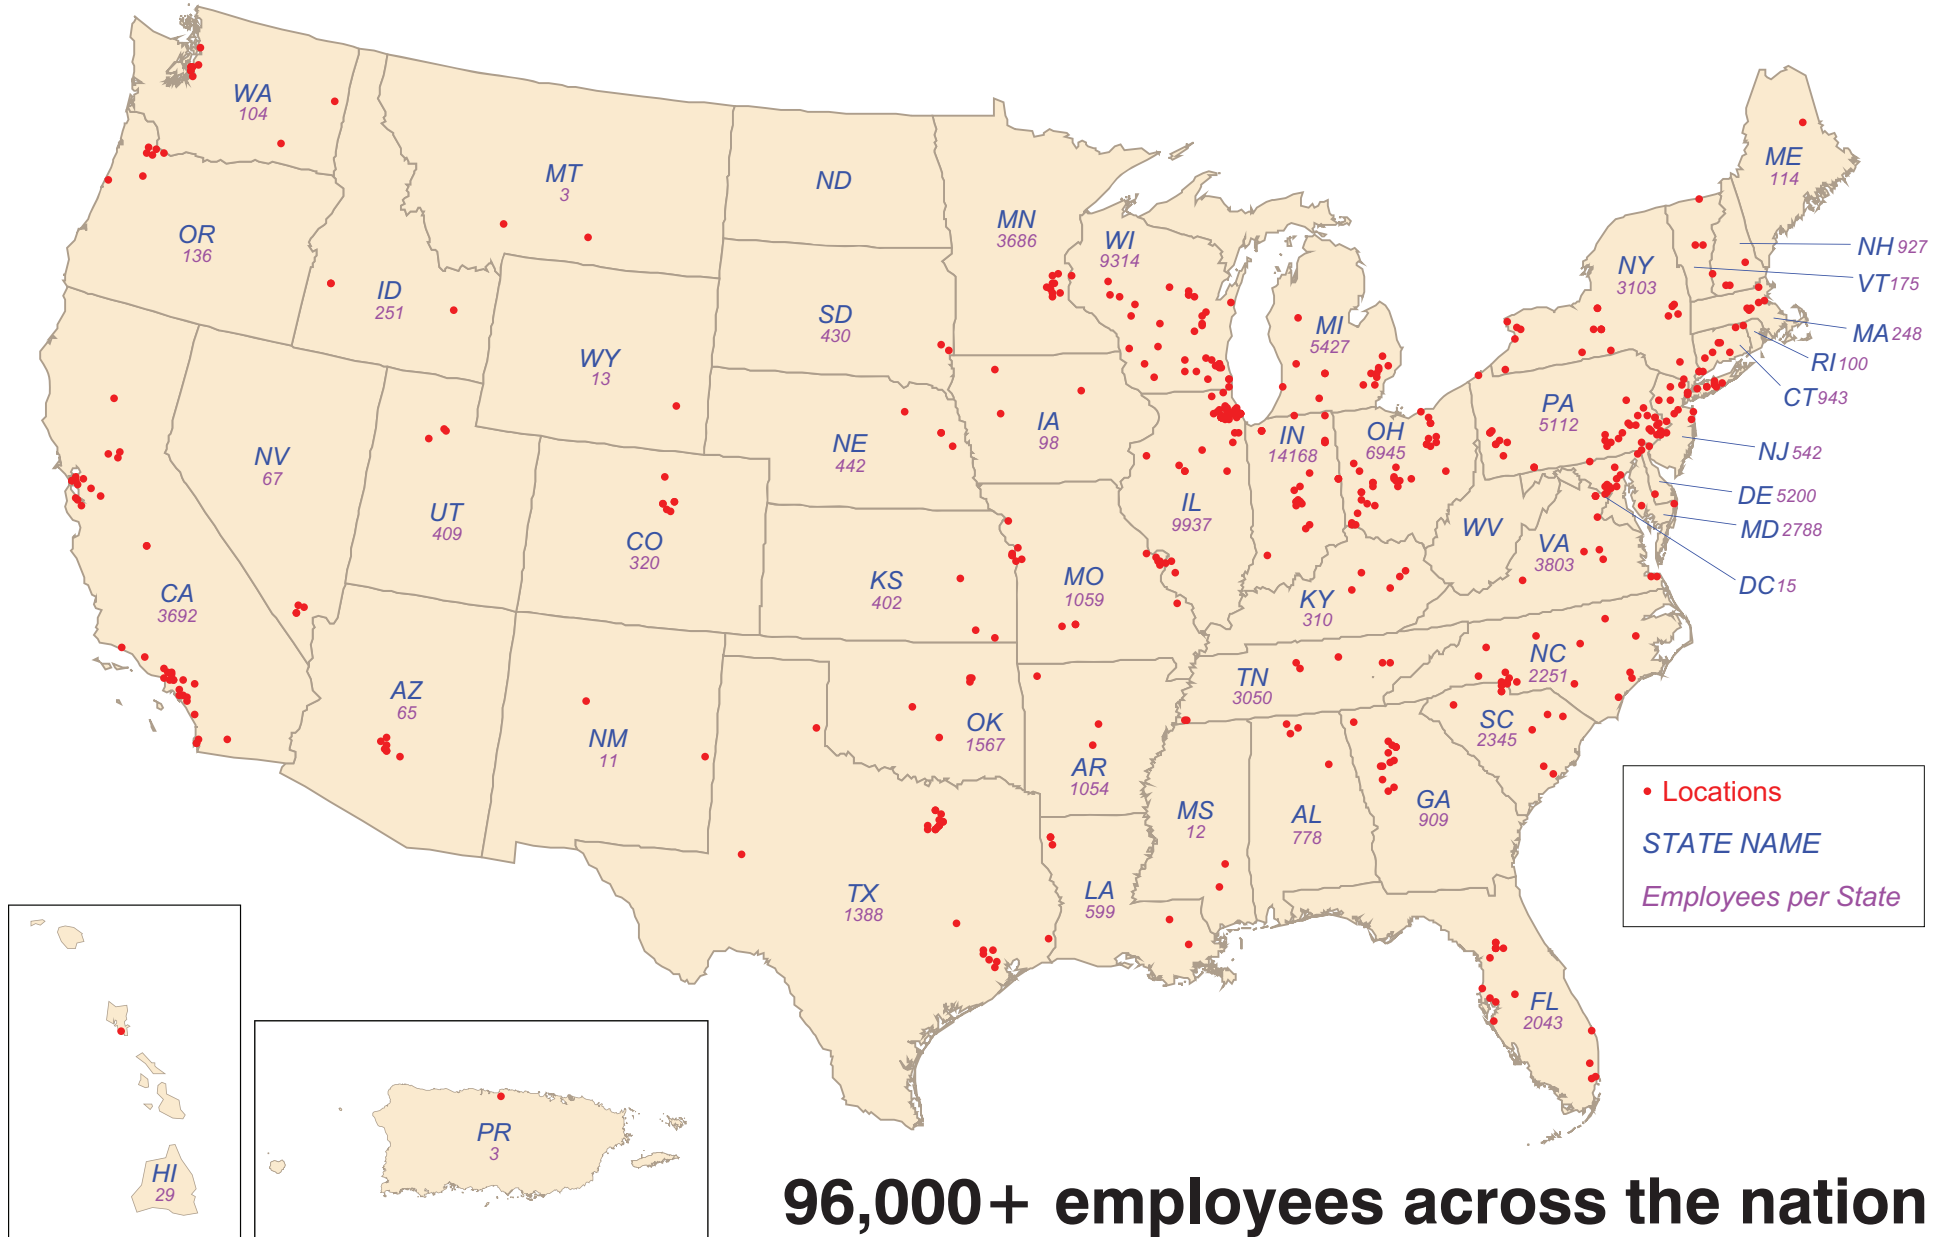 WA
104
MT
3
ND
MN
3686
WI
9314
ME
114
OR
136
ID
251
SD
430
WY
13
MI
5427
NY
3103
NH 927
VT 175
MA 248
RI 100
CT 943
NV
67
UT
409
CO
320
NE
442
IA
98
IL
9937
IN
14168
OH
6945
PA
5112
NJ 542
DE 5200
MD 2788
DC 15
CA
3692
KS
402
MO
1059
KY
310
WV
VA
3803
AZ
65
NM
11
OK
1567
AR
1054
TN
3050
NC
2251
SC
2345
TX
1388
LA
599
MS
12
AL
778
GA
909
FL
2043
Locations
STATE NAME
Employees per State
HI
29
PR
3
96,000+ employees across the nation